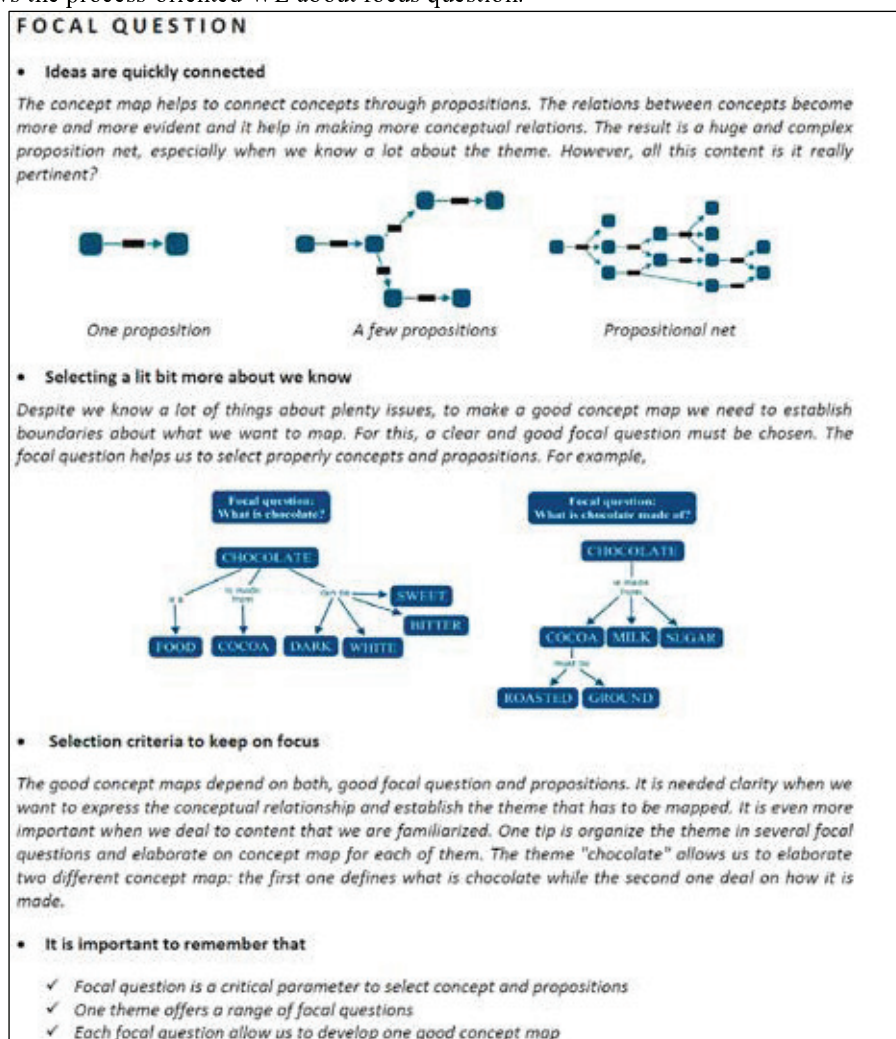 vs the process-oriented WE about focus question.
FOCAL QUESTION
• Ideas are quickly connected
The concept map helps to connect concepts through propositions. The relations between concepts become
more and more evident and it help in making more conceptual relations. The result is a huge and complex
proposition net, especially when we know a lot about the theme. However, all this content is it really
pertinent?
One proposition A few propositions Propositional net
• Selecting a lit bit more about we know
Despite we know a lot of things about plenty issues, to make a good concept map we need to establish
boundaries about what we want to map. For this, a clear and good focal question must be chosen. The
focal question helps us to select properly concepts and propositions. For example,
Focal question:
What is chocolate?
CHOCOLATE
is a
is made
from
can be
SWEET
BITTER
FOOD COCOA DARK WHITE
Focal question:
What is chocolate made of?
CHOCOLATE
is made
from
COCOA MILK SUGAR
must be
ROASTED GROUND
• Selection criteria to keep on focus
The good concept maps depend on both, good focal question and propositions. It is needed clarity when we
want to express the conceptual relationship and establish the theme that has to be mapped. It is even more
important when we deal to content that we are familiarized. One tip is organize the theme in several focal
questions and elaborate on concept map for each of them. The theme "chocolate" allows us to elaborate
two different concept map: the first one defines what is chocolate while the second one deal on how it is
made.
• It is important to remember that
✓ Focal question is a critical parameter to select concept and propositions
✓ One theme offers a range of focal questions
✓ Each focal question allow us to develop one good concept map